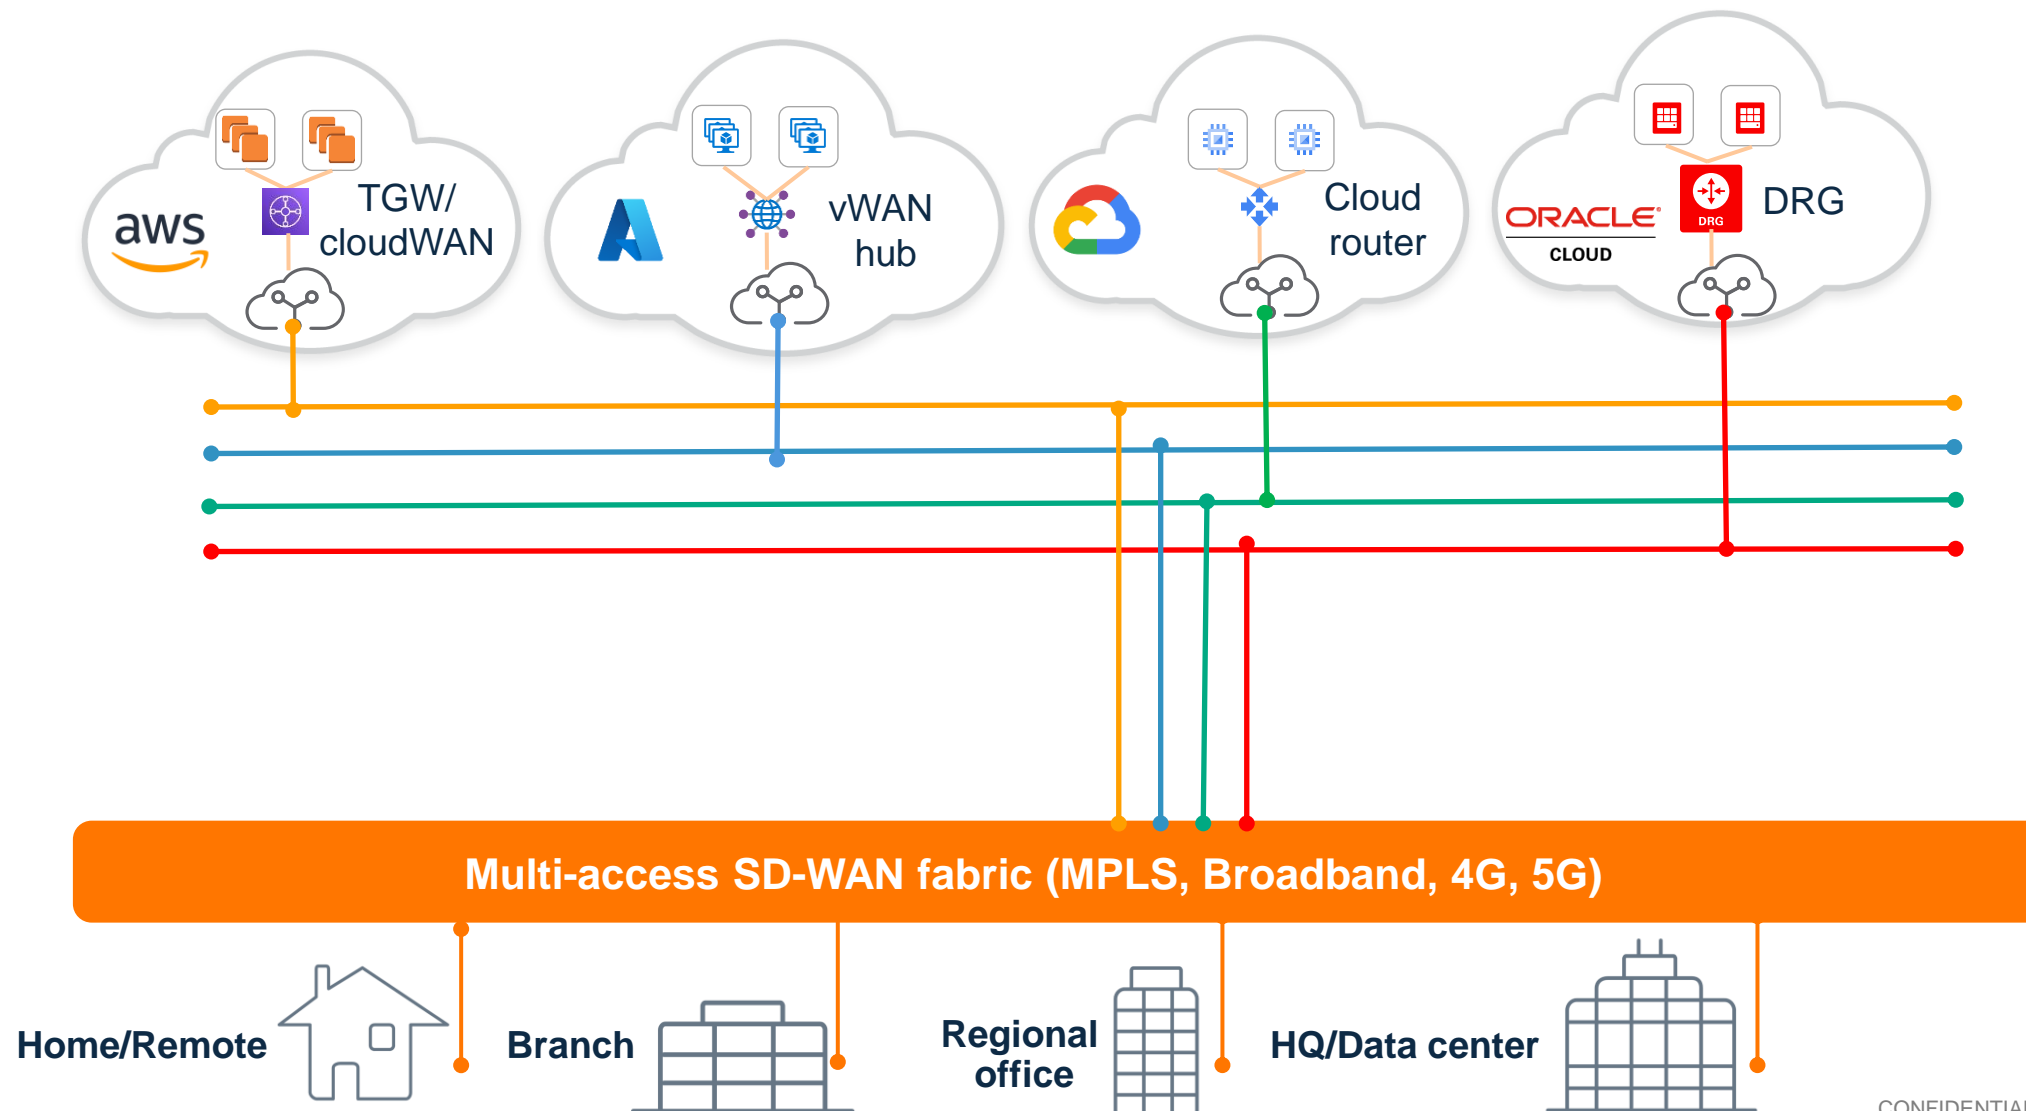 aws
TGW/
cloudWAN
vWAN
hub
Cloud
router
ORACLE
CLOUD
DRG
DRG
Multi-access SD-WAN fabric (MPLS, Broadband, 4G, 5G)
Home/Remote
Branch
Regional
office
HQ/Data center
CONFIDENTIAL